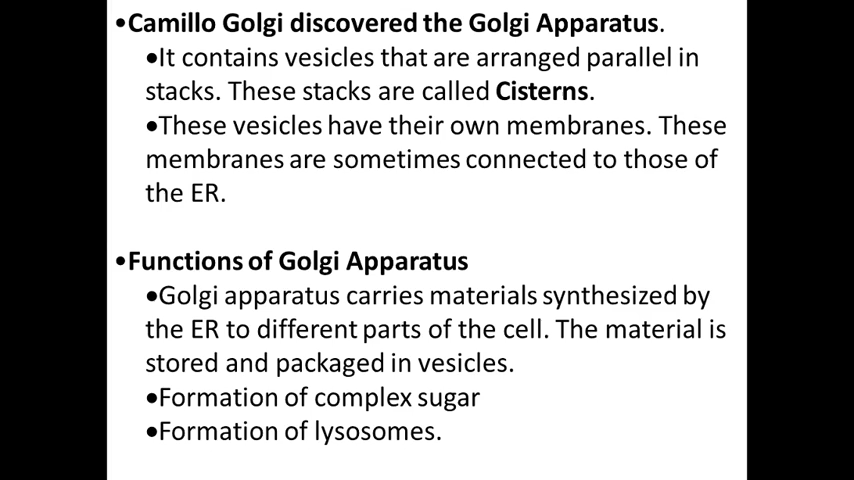 •Camillo Golgi discovered the Golgi Apparatus.
•It contains vesicles that are arranged parallel in
stacks. These stacks are called Cisterns.
•These vesicles have their own membranes. These
membranes are sometimes connected to those of
the ER.
•Functions of Golgi Apparatus
•Golgi apparatus carries materials synthesized by
the ER to different parts of the cell. The material is
stored and packaged in vesicles.
•Formation of complex sugar
•Formation of lysosomes.